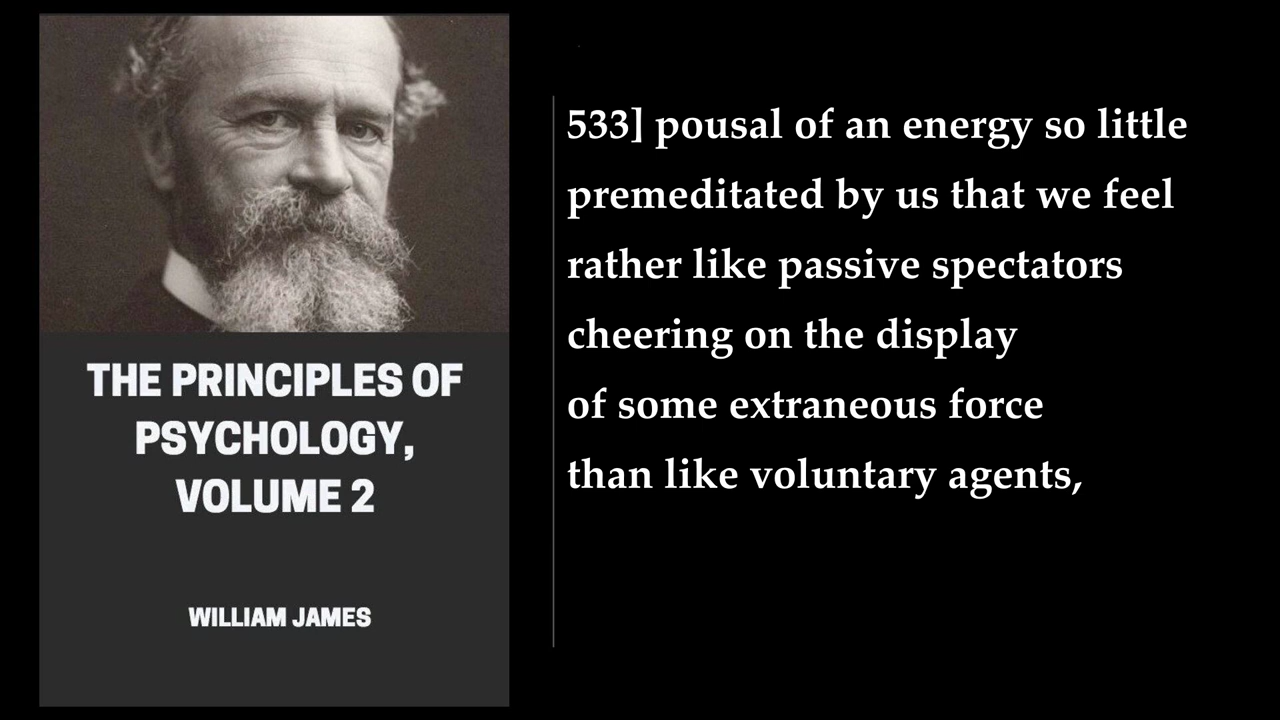 THE PRINCIPLES OF
PSYCHOLOGY,
VOLUME 2
WILLIAM JAMES
533] pousal of an energy so little
premeditated by us that we feel
rather like passive spectators
cheering on the display
of some extraneous force
than like voluntary agents,